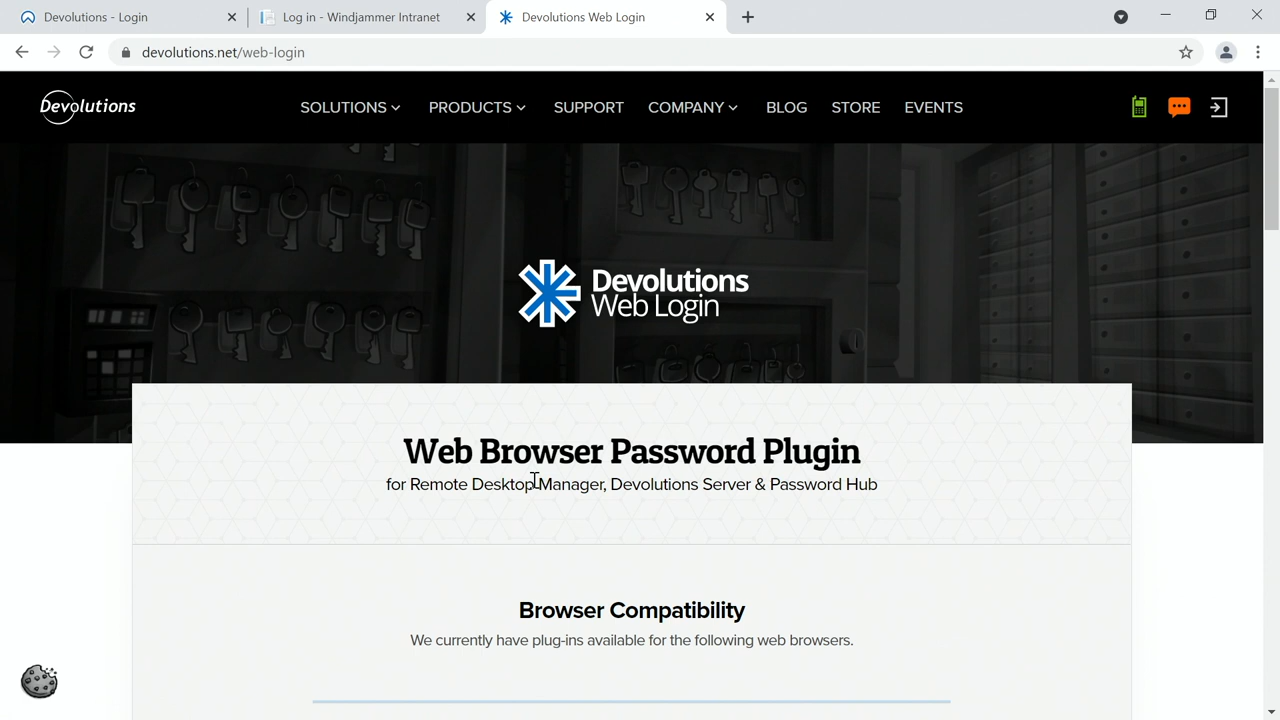 Devolutions - Login
Log in - Windjammer Intranet
Devolutions Web Login
devolutions.net/web-login
Devolutions
SOLUTIONS
PRODUCTS
SUPPORT
COMPANY
BLOG
STORE
EVENTS
Devolutions
Web Login
Web Browser Password Plugin
for Remote Desktop Manager, Devolutions Server & Password Hub
Browser Compatibility
We currently have plug-ins available for the following web browsers.